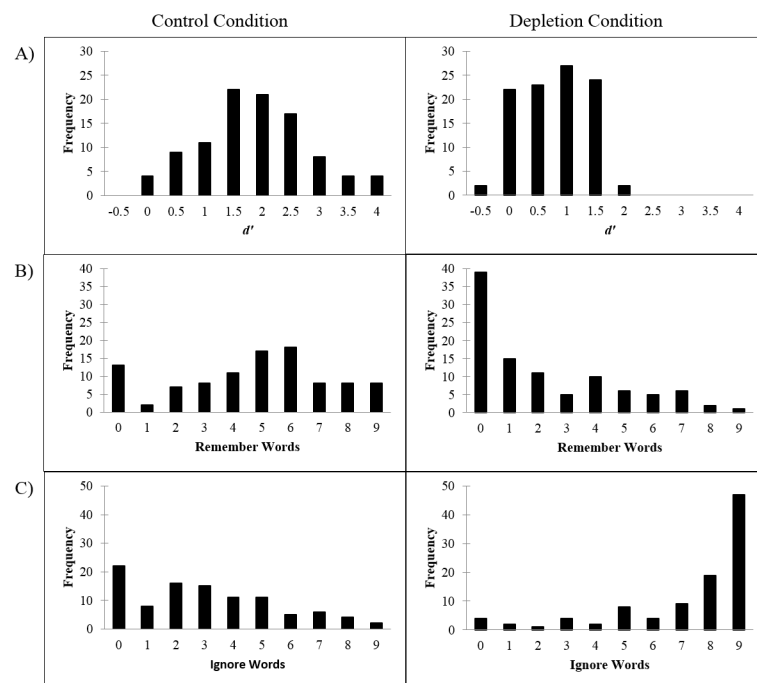 Control Condition
Depletion Condition
A)
30
25
20
15
10
5
0
Frequency
-0.5 0 0.5 1 1.5 2 2.5 3 3.5 4
d'
30
25
20
15
10
5
0
Frequency
-0.5 0 0.5 1 1.5 2 2.5 3 3.5 4
d'
B)
40
35
30
25
20
15
10
5
0
Frequency
0 1 2 3 4 5 6 7 8 9
Remember Words
40
35
30
25
20
15
10
5
0
Frequency
0 1 2 3 4 5 6 7 8 9
Remember Words
C)
50
40
30
20
10
0
Frequency
0 1 2 3 4 5 6 7 8 9
Ignore Words
50
40
30
20
10
0
Frequency
0 1 2 3 4 5 6 7 8 9
Ignore Words